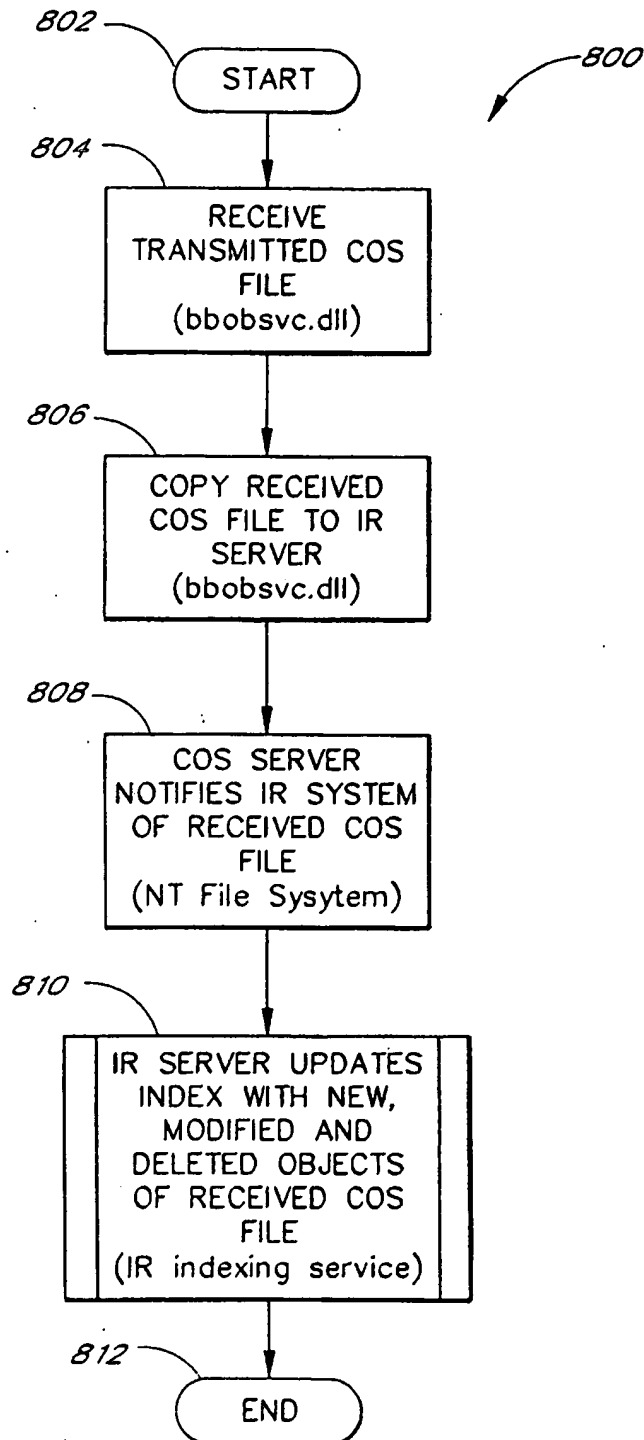 802
START
800
804
RECEIVE
TRANSMITTED COS
FILE
(bbobsvc.dll)
806
COPY RECEIVED
COS FILE TO IR
SERVER
(bbobsvc.dll)
808
COS SERVER
NOTIFIES IR SYSTEM
OF RECEIVED COS
FILE
(NT File Sysytem)
810
IR SERVER UPDATES
INDEX WITH NEW,
MODIFIED AND
DELETED OBJECTS
OF RECEIVED COS
FILE
(IR indexing service)
812
END